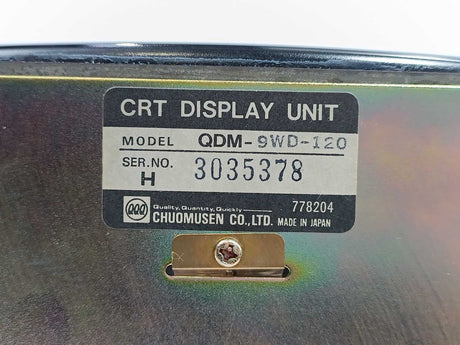 CRT DISPLAY UNIT
MODEL QDM-9WD-120
SER.NO. H 3035378
QQQ Quality, Quantity, Quickly 778204
CHUOMUSEN CO.,LTD. MADE IN JAPAN